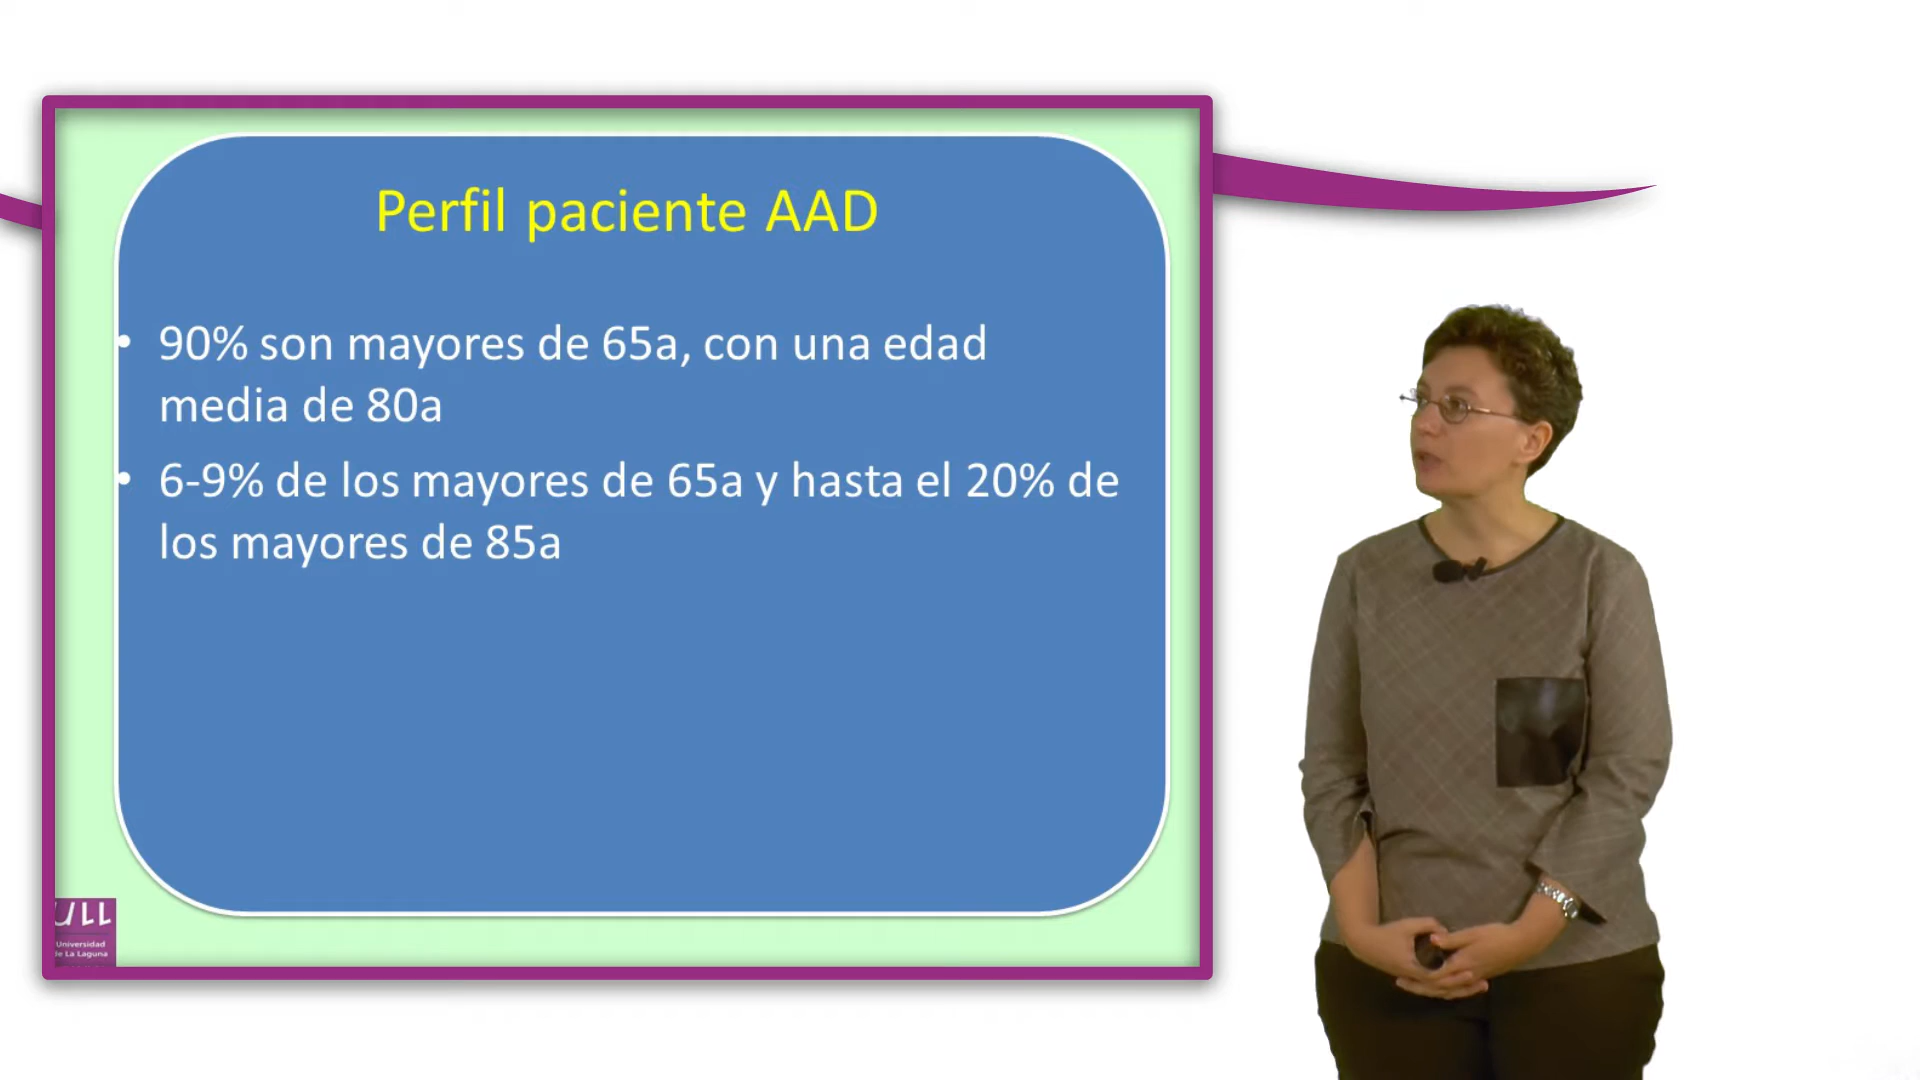 Perfil paciente AAD
• 90% son mayores de 65a, con una edad
media de 80a
• 6-9% de los mayores de 65a y hasta el 20% de
los mayores de 85a
ULL
Universidad
de La Laguna